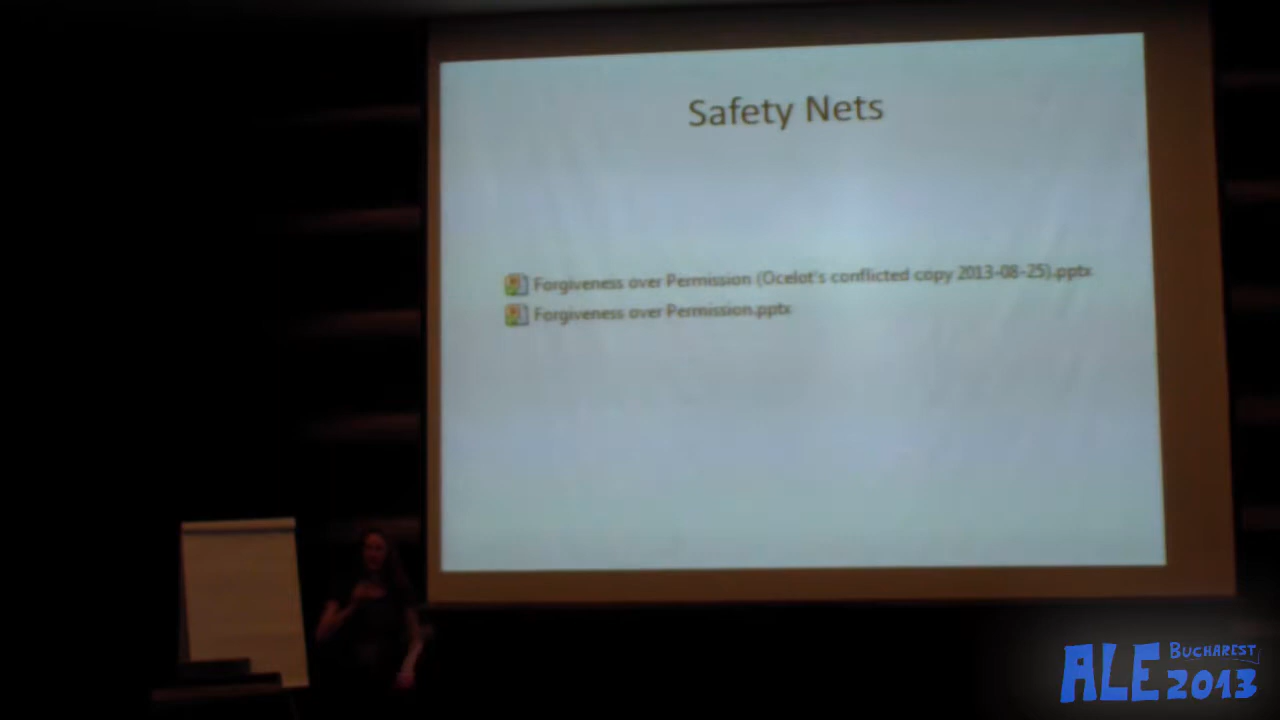 Safety Nets
Forgiveness over Permission (Ocelot's conflicted copy 2013-08-25).pptx
Forgiveness over Permission.pptx
ALE BUCHAREST
2013